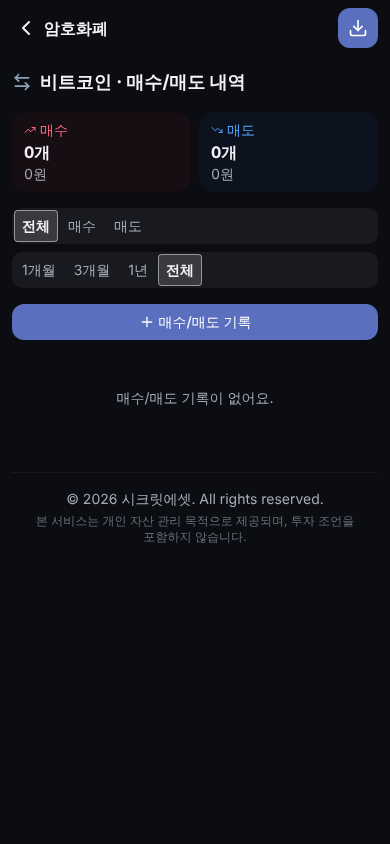 암호화폐
비트코인 · 매수/매도 내역
매수
0개
0원
매도
0개
0원
전체 매수 매도
1개월 3개월 1년 전체
+ 매수/매도 기록
매수/매도 기록이 없어요.
© 2026 시크릿에셋. All rights reserved.
본 서비스는 개인 자산 관리 목적으로 제공되며, 투자 조언을
포함하지 않습니다.